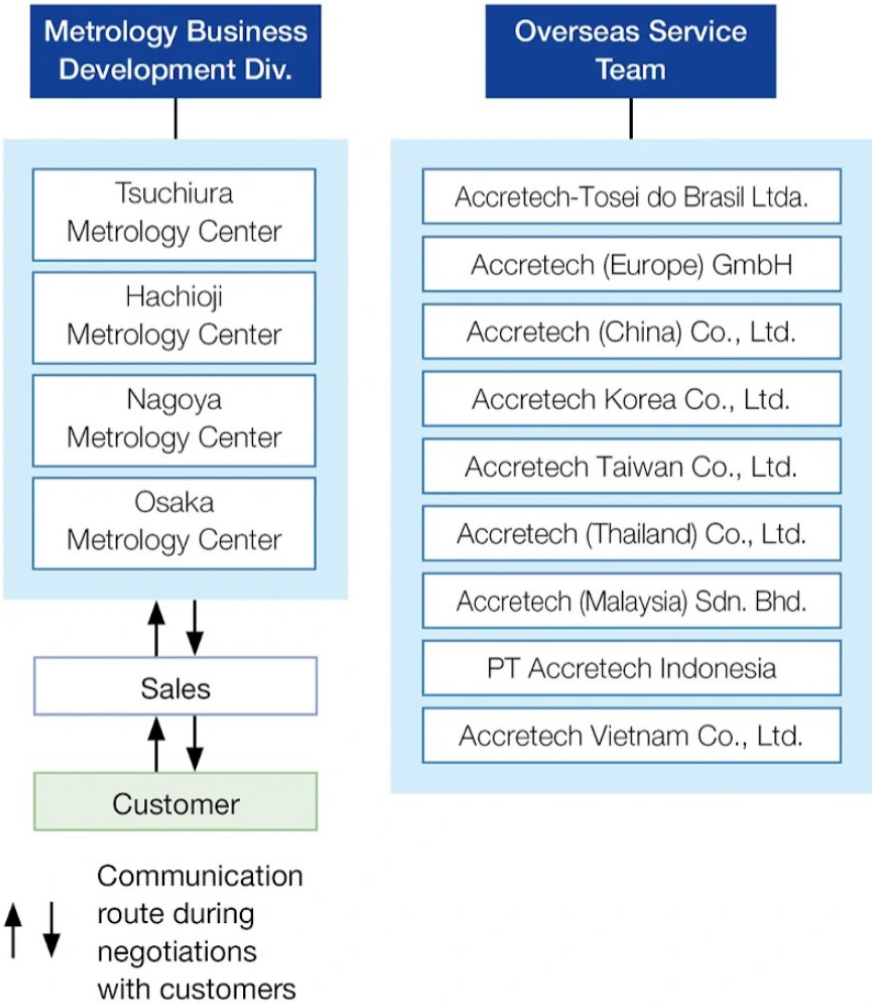 Metrology Business
Development Div.
Tsuchiura
Metrology Center
Hachioji
Metrology Center
Nagoya
Metrology Center
Osaka
Metrology Center
Sales
Customer
Communication
route during
negotiations
with customers
Overseas Service
Team
Accretech-Tosei do Brasil Ltda.
Accretech (Europe) GmbH
Accretech (China) Co., Ltd.
Accretech Korea Co., Ltd.
Accretech Taiwan Co., Ltd.
Accretech (Thailand) Co., Ltd.
Accretech (Malaysia) Sdn. Bhd.
PT Accretech Indonesia
Accretech Vietnam Co., Ltd.